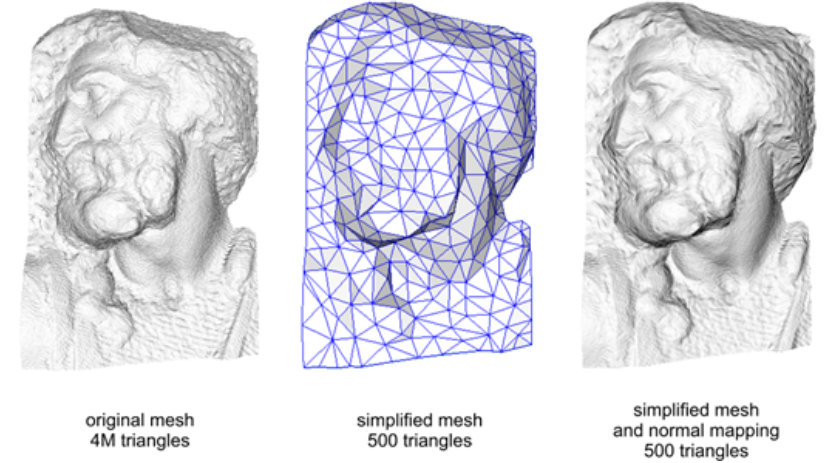 original mesh
4M triangles
simplified mesh
500 triangles
simplified mesh
and normal mapping
500 triangles